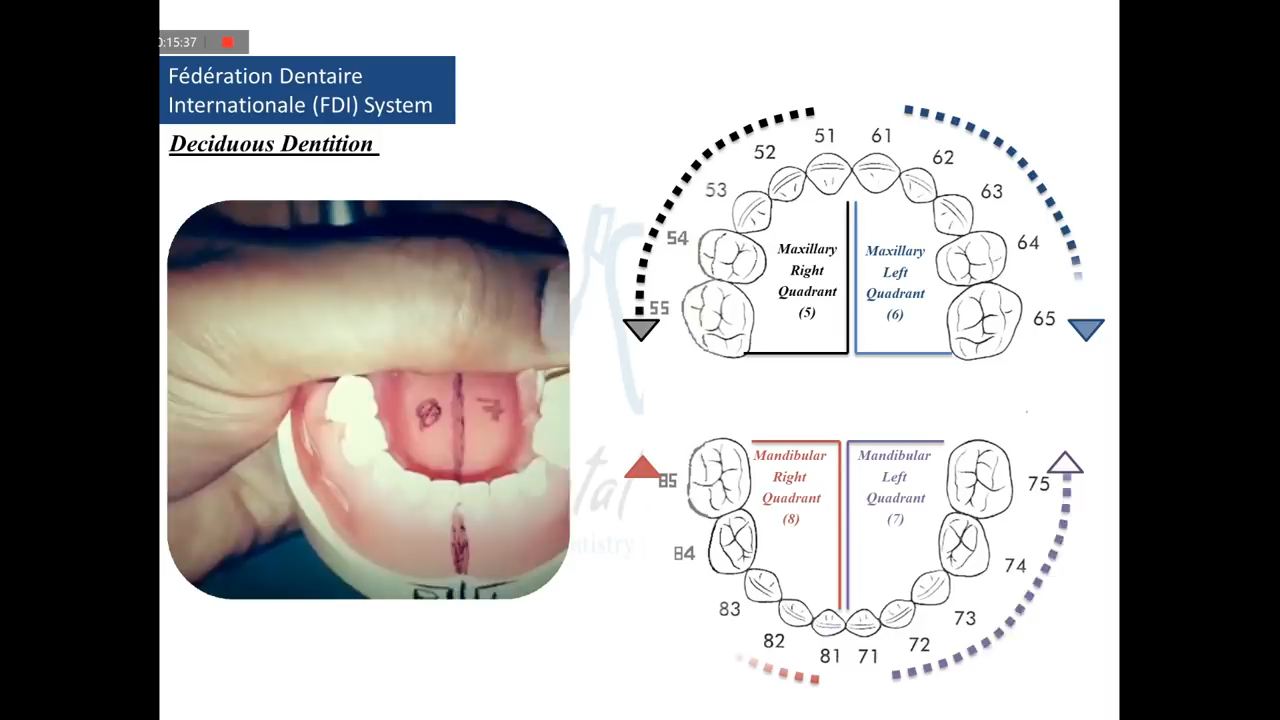 0:15:37
Fédération Dentaire
Internationale (FDI) System
Deciduous Dentition
51 61
52 62
53 63
54 64
55 65
Maxillary
Right
Quadrant
(5)
Maxillary
Left
Quadrant
(6)
8 7
Mandibular
Right
Quadrant
(8)
Mandibular
Left
Quadrant
(7)
85 75
84 74
83 73
82 72
81 71